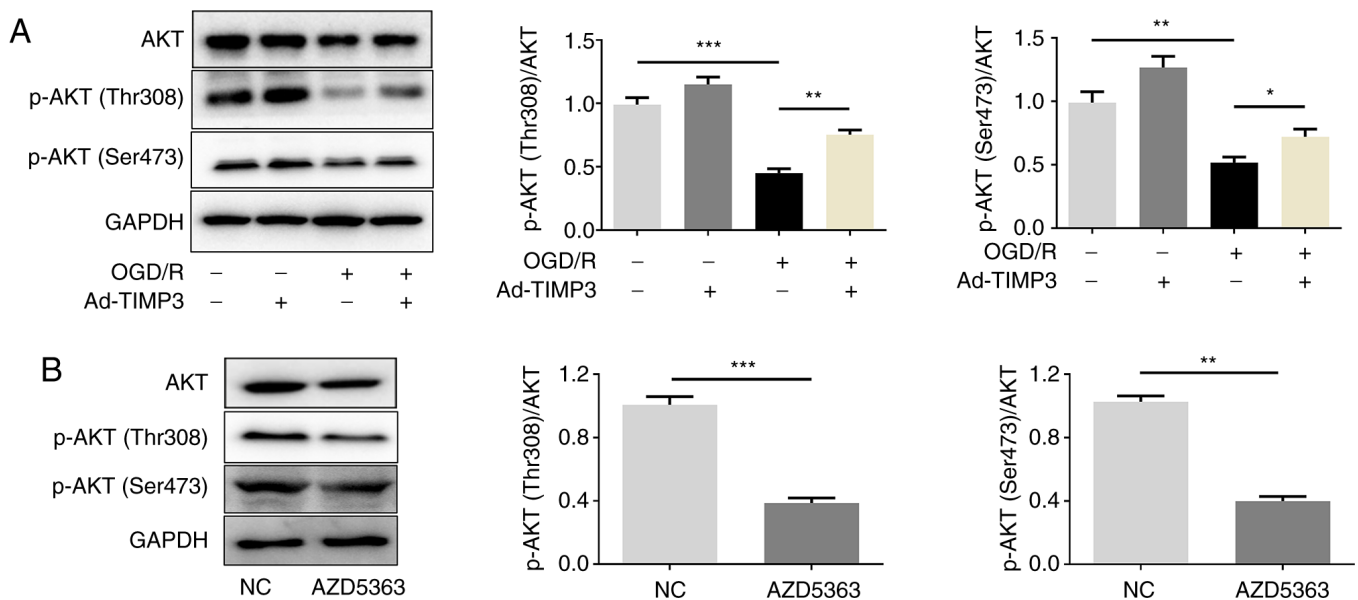 A
AKT
p-AKT (Thr308)
p-AKT (Ser473)
GAPDH
OGD/R − − + +
Ad-TIMP3 − + − +
p-AKT (Thr308)/AKT
1.5
1.0
0.5
0.0
***
**
OGD/R − − + +
Ad-TIMP3 − + − +
p-AKT (Ser473)/AKT
1.5
1.0
0.5
0.0
**
*
OGD/R − − + +
Ad-TIMP3 − + − +
B
AKT
p-AKT (Thr308)
p-AKT (Ser473)
GAPDH
NC AZD5363
p-AKT (Thr308)/AKT
1.2
0.8
0.4
0.0
***
NC AZD5363
p-AKT (Ser473)/AKT
1.2
0.8
0.4
0.0
**
NC AZD5363